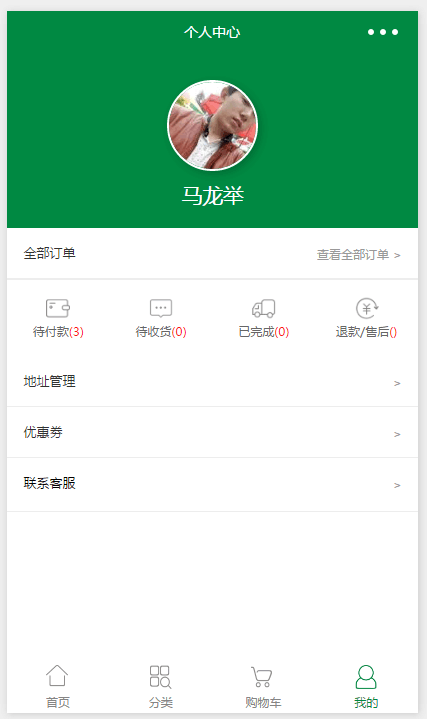 个人中心
马龙举
全部订单 查看全部订单 >
待付款(3) 待收货(0) 已完成(0) 退款/售后()
地址管理 >
优惠券 >
联系客服 >
首页 分类 购物车 我的